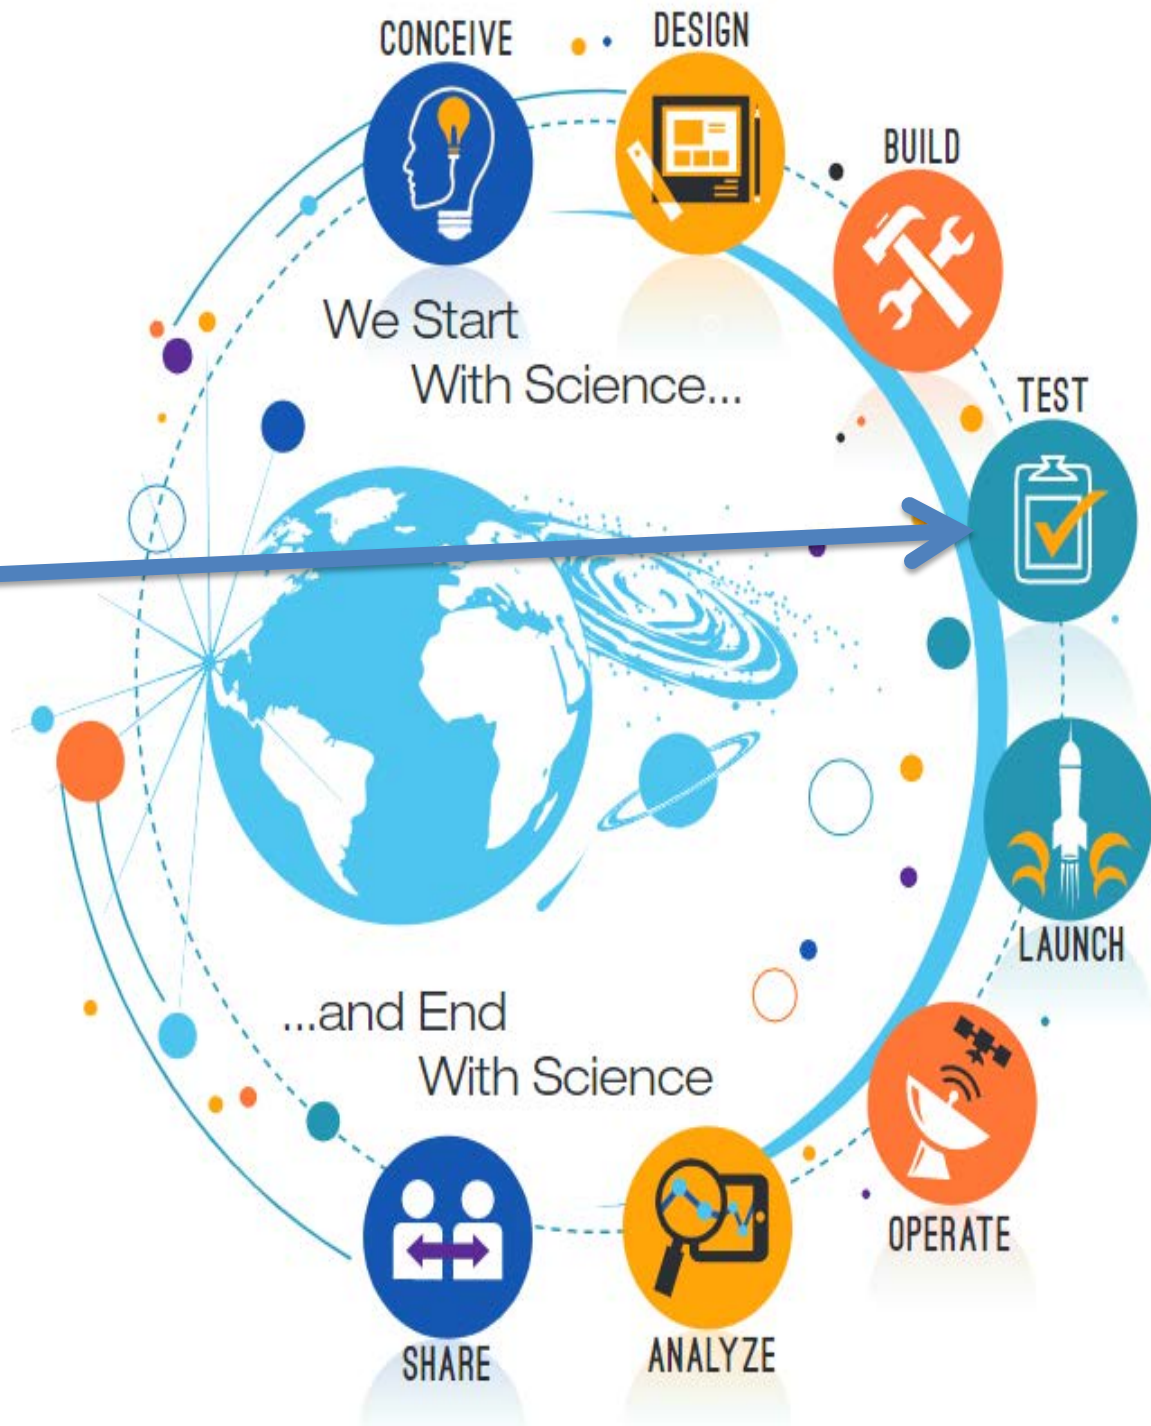 CONCEIVE
DESIGN
BUILD
We Start
With Science...
TEST
LAUNCH
...and End
With Science
OPERATE
SHARE
ANALYZE